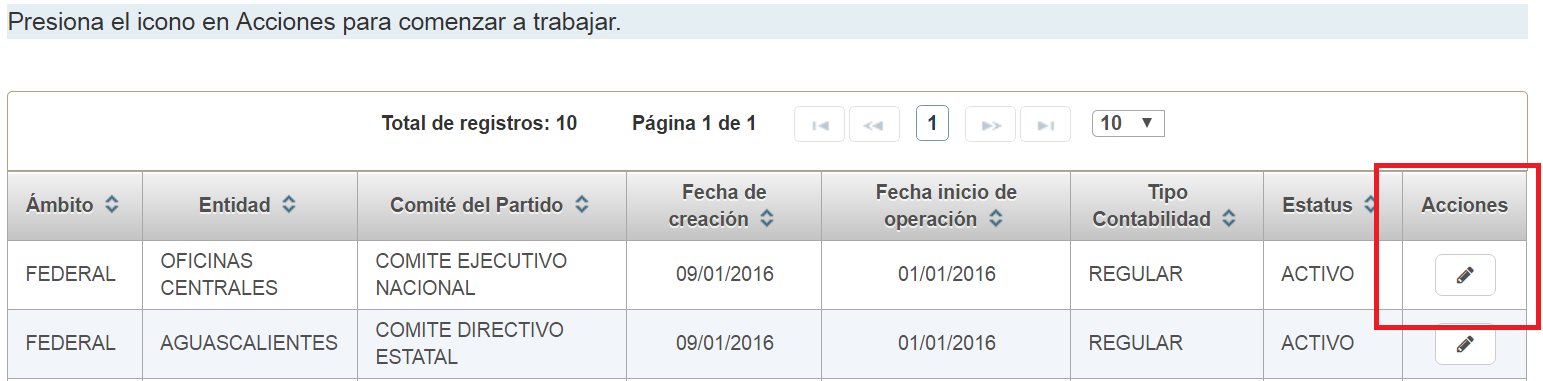 Presiona el icono en Acciones para comenzar a trabajar.
Total de registros: 10 Página 1 de 1 1 10
Ámbito Entidad Comité del Partido Fecha de creación Fecha inicio de operación Tipo Contabilidad Estatus Acciones
FEDERAL OFICINAS CENTRALES COMITE EJECUTIVO NACIONAL 09/01/2016 01/01/2016 REGULAR ACTIVO
FEDERAL AGUASCALIENTES COMITE DIRECTIVO ESTATAL 09/01/2016 01/01/2016 REGULAR ACTIVO